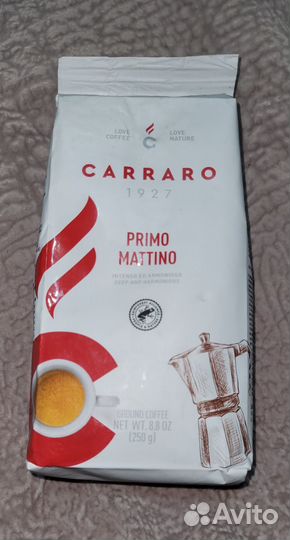 LOVE COFFEE LOVE NATURE
CARRARO
1927
PRIMO
MATTINO
INTENSO ED ARMONIOSO
DEEP AND HARMONIOUS
GROUND COFFEE
NET WT. 8.8 OZ
(250 g)
Avito